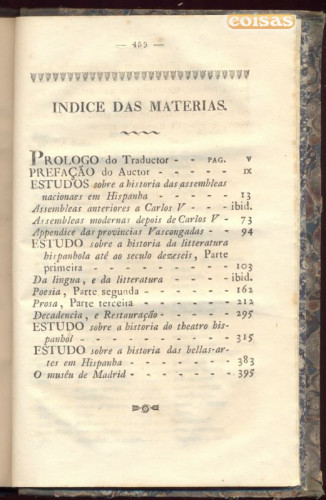 coisas
— 459 —
INDICE DAS MATERIAS.
PROLOGO do Traductor - - PAG. V
PREFAÇÃO do Auctor - - - - - IX
ESTUDOS sobre a historia das assembleas
nacionaes em Hispanha - - - - 13
Assembleas anteriores a Carlos V - - ibid.
Assembleas modernas depois de Carlos V - 73
Appendice das provincias Vascongadas - - 94
ESTUDO sobre a historia da litteratura
hispanhola até ao seculo dezeseis, Parte
primeira - - - - - - - - 103
Da lingua, e da litteratura - - - - ibid.
Poesia, Parte segunda - - - - - 162
Prosa, Parte terceira - - - - - 212
Decadencia, e Restauração - - - - 295
ESTUDO sobre a historia do theatro his-
panhol - - - - - - - - - 315
ESTUDO sobre a historia das bellas-ar-
tes em Hispanha - - - - - - 383
O muséu de Madrid - - - - - - 395